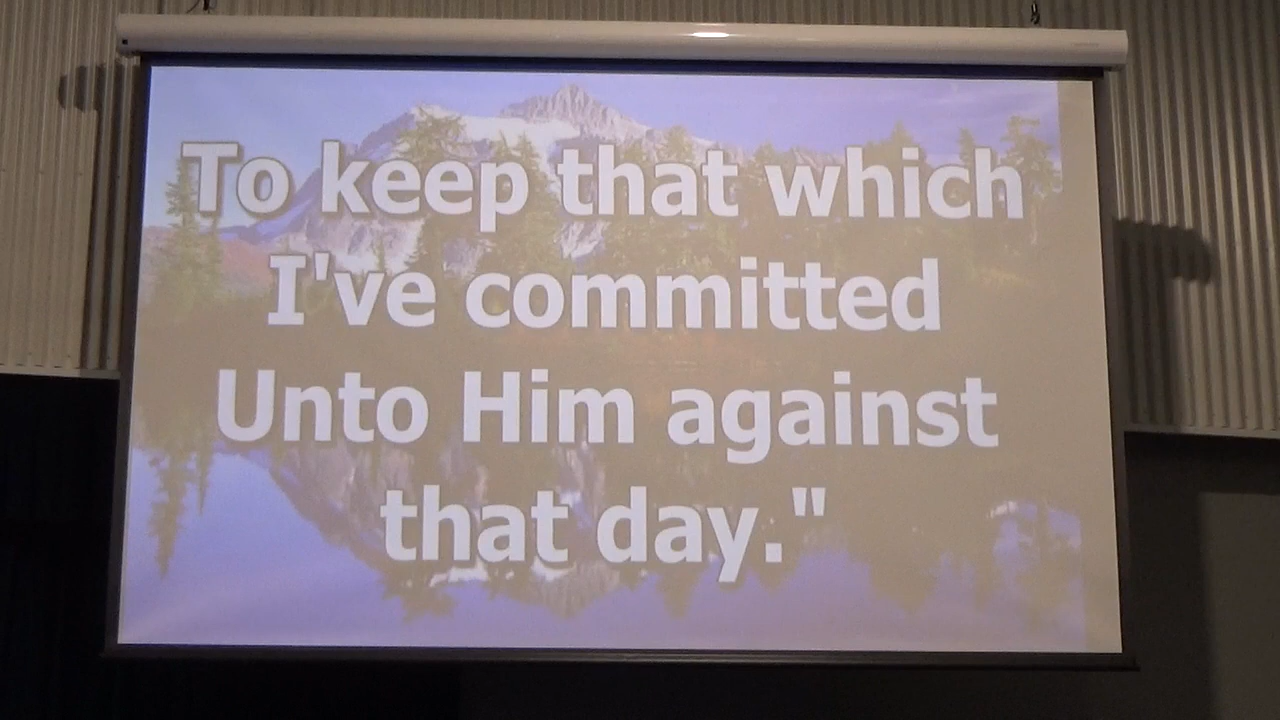 To keep that which
I've committed
Unto Him against
that day."